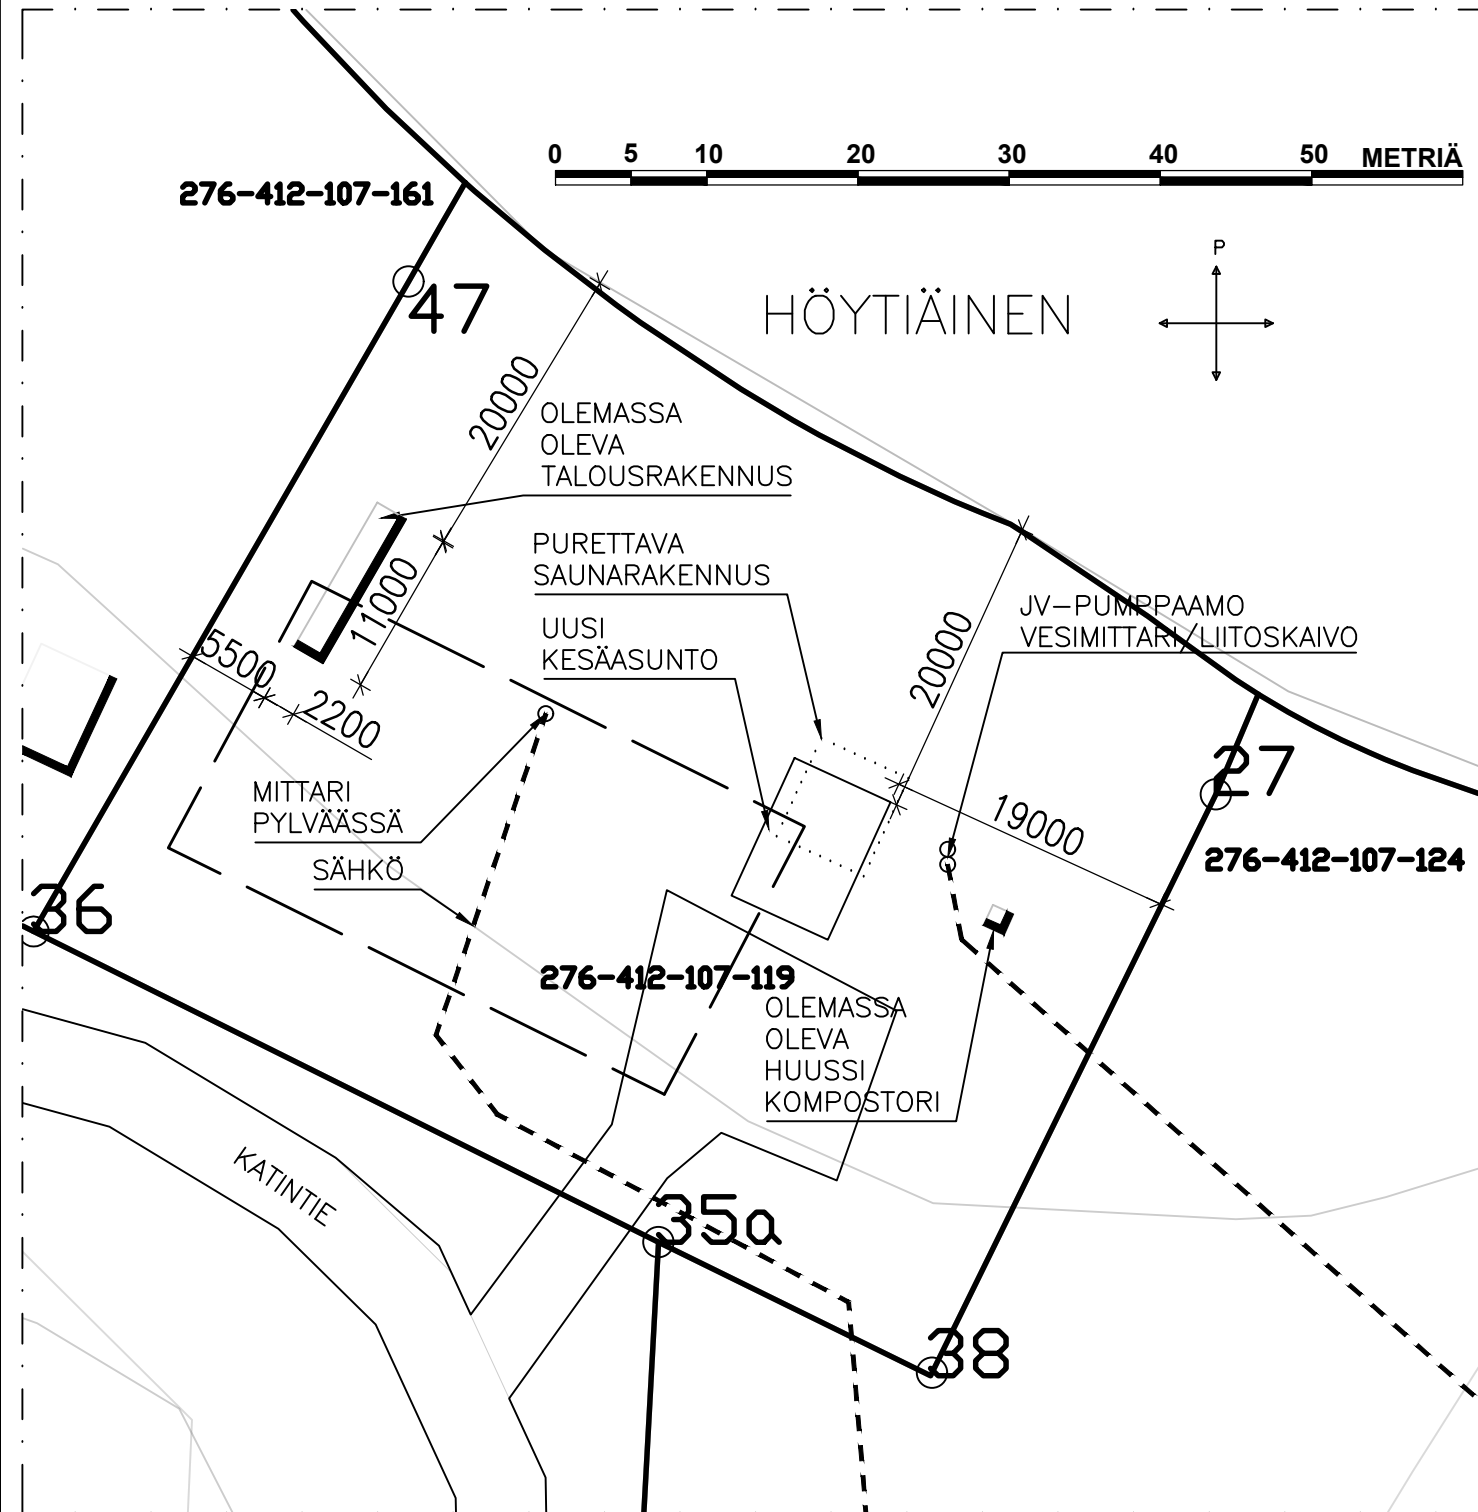 0 5 10 20 30 40 50 METRIÄ
276-412-107-161
P
47
HÖYTIÄINEN
20000
OLEMASSA
OLEVA
TALOUSRAKENNUS
PURETTAVA
SAUNARAKENNUS
11000
UUSI
KESÄASUNTO
20000
JV-PUMPPAAMO
VESIMITTARI/LIITOSKAIVO
5500
2200
27
MITTARI
PYLVÄÄSSÄ
19000
276-412-107-124
SÄHKÖ
36
276-412-107-119
OLEMASSA
OLEVA
HUUSSI
KOMPOSTORI
KATINTIE
35a
38